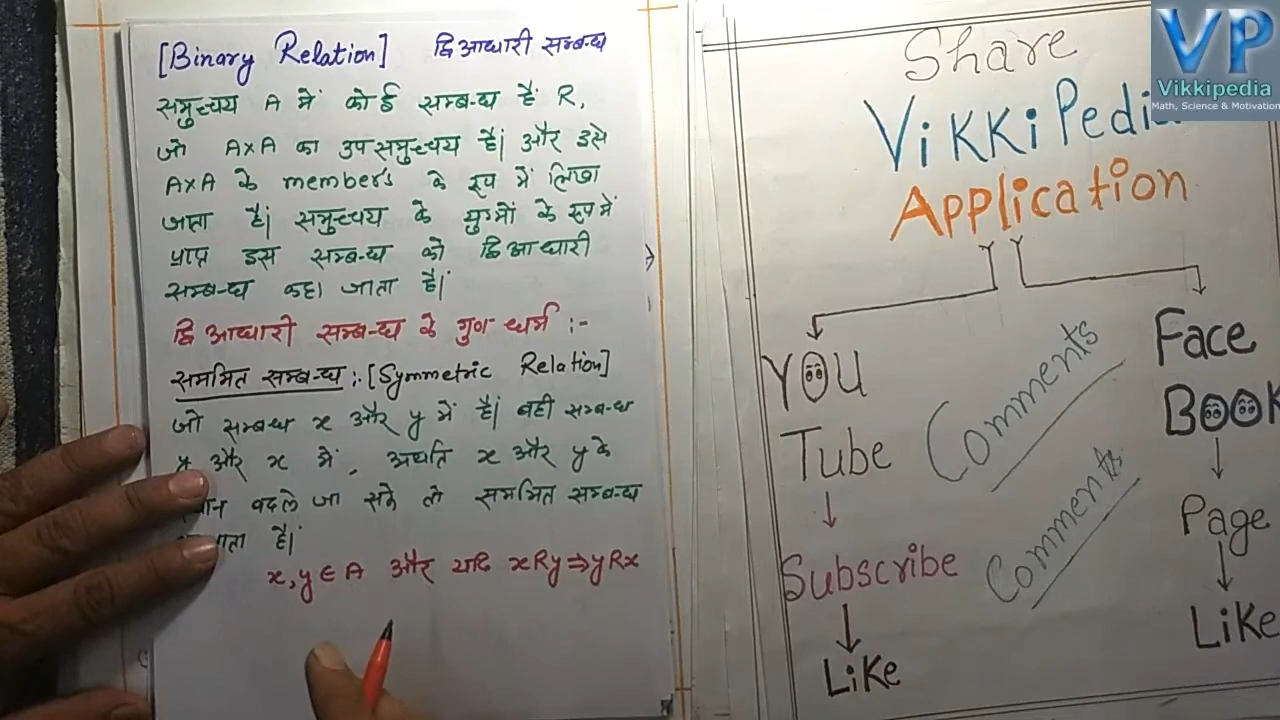 [Binary Relation] द्विआधारी सम्बन्ध
समुच्चय A में कोई सम्बन्ध हैं R,
जो A×A का उपसमुच्चय है। और इसे
A×A के member's के रूप में लिखा
जाता है। समुच्चय के युग्मों के रूप में
प्राप्त इस सम्बन्ध को द्विआधारी
सम्बन्ध कहा जाता है।
द्विआधारी सम्बन्ध के गुण धर्म :-
सममित सम्बन्ध :- [Symmetric Relation]
जो सम्बन्ध x और y में है। वही सम्बन्ध
y और x में, अर्थात x और y के
बदले जा सके तो सममित सम्बन्ध
है।
x, y ∈ A और यदि xRy ⇒ yRx
Share
ViKKiPedia
Application
YOU
Tube
Subscribe
LiKe
Comments
Comments
Face
BOOK
Page
LiKe
VP
Vikkipedia
Math, Science & Motivation